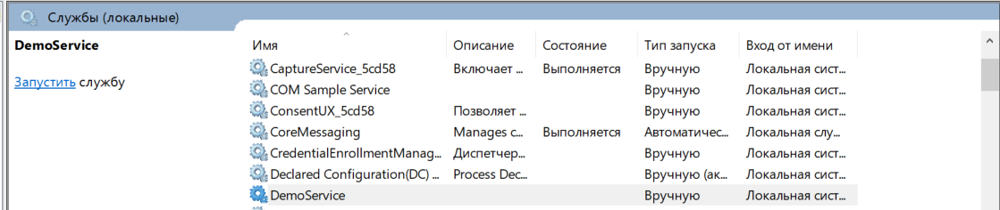 Службы (локальные)
DemoService
Запустить службу
Имя Описание Состояние Тип запуска Вход от имени
CaptureService_5cd58 Включает ... Выполняется Вручную Локальная сист...
COM Sample Service Вручную Локальная сист...
ConsentUX_5cd58 Позволяет ... Вручную Локальная сист...
CoreMessaging Manages c... Выполняется Автоматичес... Локальная слу...
CredentialEnrollmentManag... Диспетчер... Вручную Локальная сист...
Declared Configuration(DC) ... Process Dec... Вручную (ак... Локальная сист...
DemoService Вручную Локальная сист...